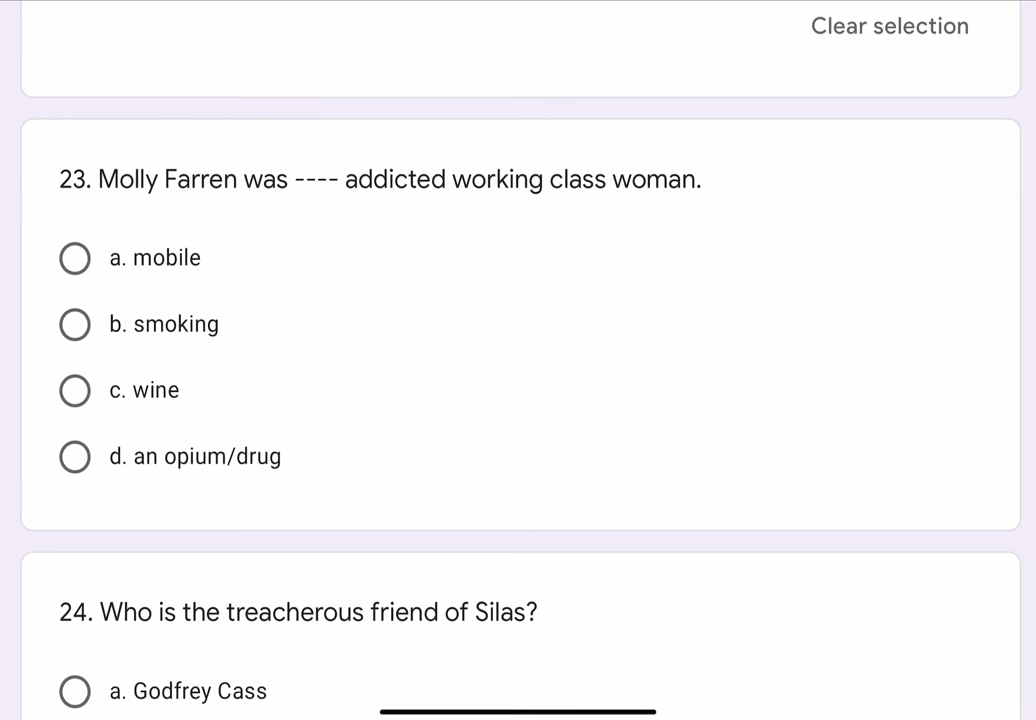 Clear selection
23. Molly Farren was ---- addicted working class woman.
a. mobile
b. smoking
c. wine
d. an opium/drug
24. Who is the treacherous friend of Silas?
a. Godfrey Cass